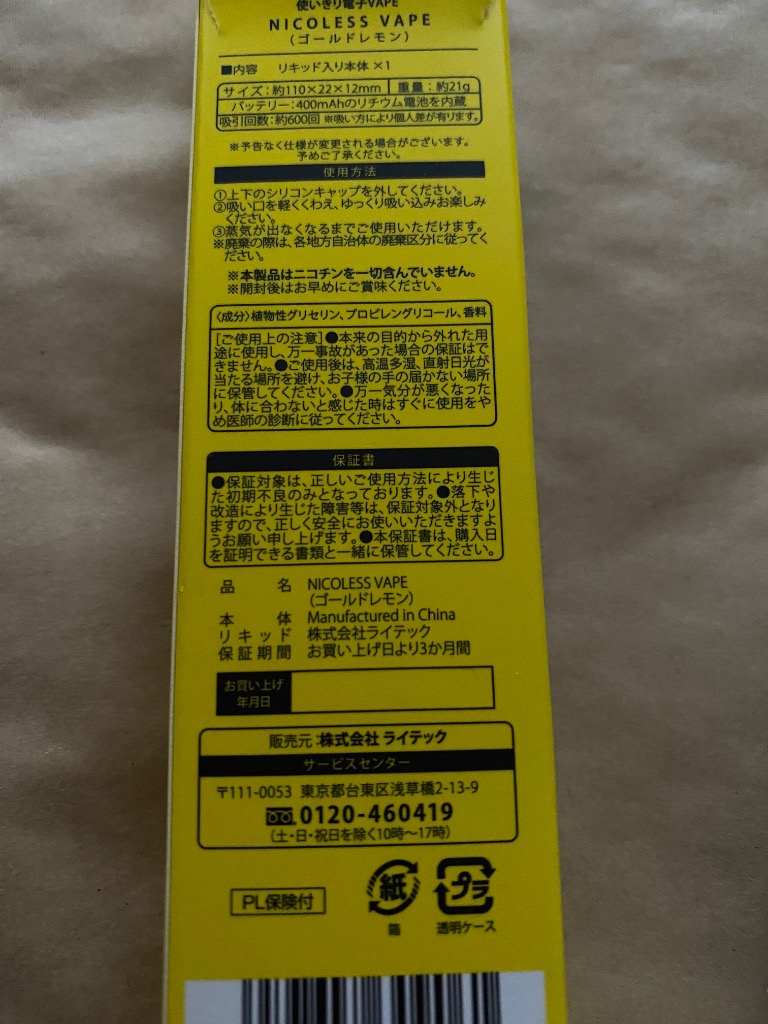 使いきり電子VAPE
NICOLESS VAPE
(ゴールドレモン)
■内容 リキッド入り本体 ×1
サイズ:約110×22×12mm 重量:約21g
バッテリー:400mAhのリチウム電池を内蔵
吸引回数:約600回 ※吸い方により個人差が有ります。
※予告なく仕様が変更される場合がございます。
予めご了承ください。
使用方法
①上下のシリコンキャップを外してください。
②吸い口を軽くくわえ、ゆっくり吸い込みお楽しみ
ください。
③蒸気が出なくなるまでご使用いただけます。
※廃棄の際は、各地方自治体の廃棄区分に従ってく
ださい。
※本製品はニコチンを一切含んでいません。
※開封後はお早めにご賞味ください。
〈成分〉植物性グリセリン、プロピレングリコール、香料
[ご使用上の注意]●本来の目的から外れた用
途に使用し、万一事故があった場合の保証はで
きません。●ご使用後は、高温多湿、直射日光が
当たる場所を避け、お子様の手の届かない場所
に保管してください。●万一気分が悪くなった
り、体に合わないと感じた時はすぐに使用をや
め医師の診断に従ってください。
保証書
●保証対象は、正しいご使用方法により生じ
た初期不良のみとなっております。●落下や
改造により生じた障害等は、保証対象外となり
ますので、正しく安全にお使いいただきますよ
うお願い申し上げます。●本保証書は、購入日
を証明できる書類と一緒に保管してください。
品名 NICOLESS VAPE
(ゴールドレモン)
本体 Manufactured in China
リキッド 株式会社ライテック
保証期間 お買い上げ日より3か月間
お買い上げ
年月日
販売元:株式会社 ライテック
サービスセンター
〒111-0053 東京都台東区浅草橋2-13-9
0120-460419
(土・日・祝日を除く10時～17時)
PL保険付
紙 プラ
箱 透明ケース